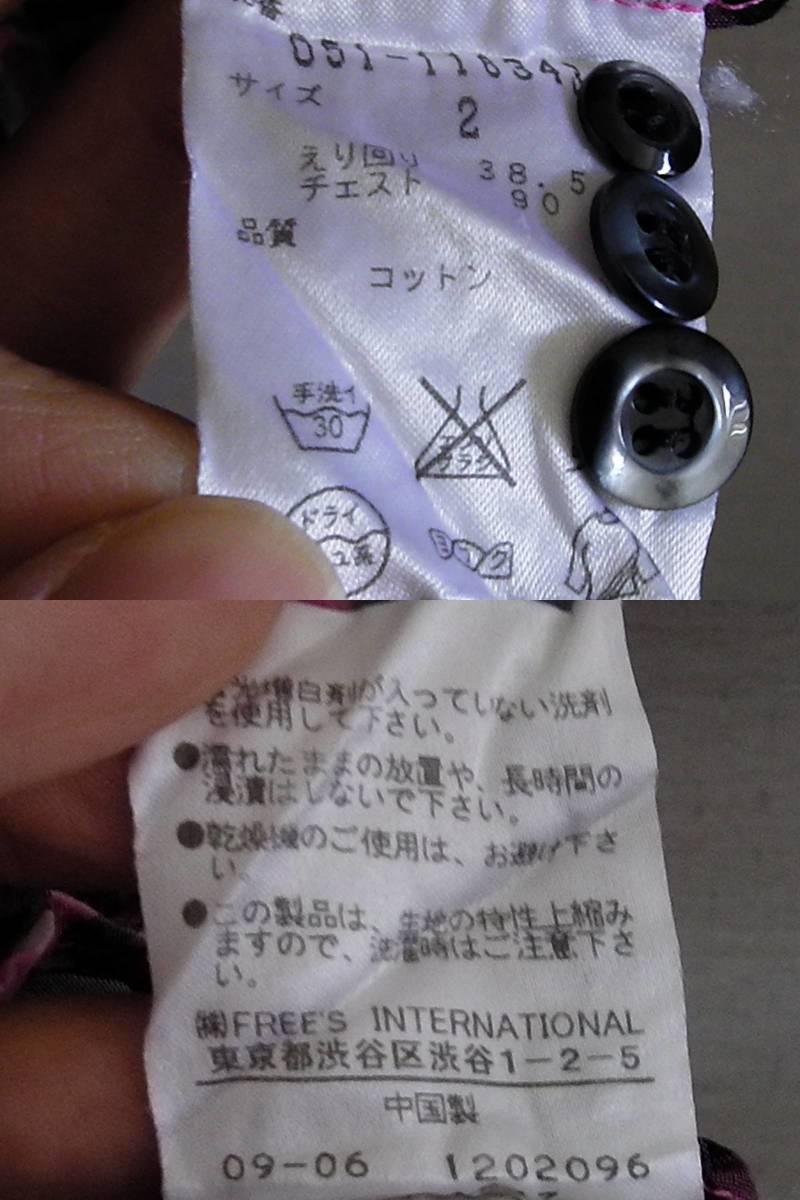 サイズ
2
えり回り 38.5
チェスト 90
品質
コットン
手洗イ
30
ドライ
白剤が入っていない洗剤
を使用して下さい。
●濡れたままの放置や、長時間の
浸漬はしないで下さい。
●乾燥機のご使用は、お避け下さ
い。
●この製品は、生地の特性上縮み
ますので、洗濯時はご注意下さ
い。
㈱FREE'S INTERNATIONAL
東京都渋谷区渋谷1-2-5
中国製
09-06 1202096